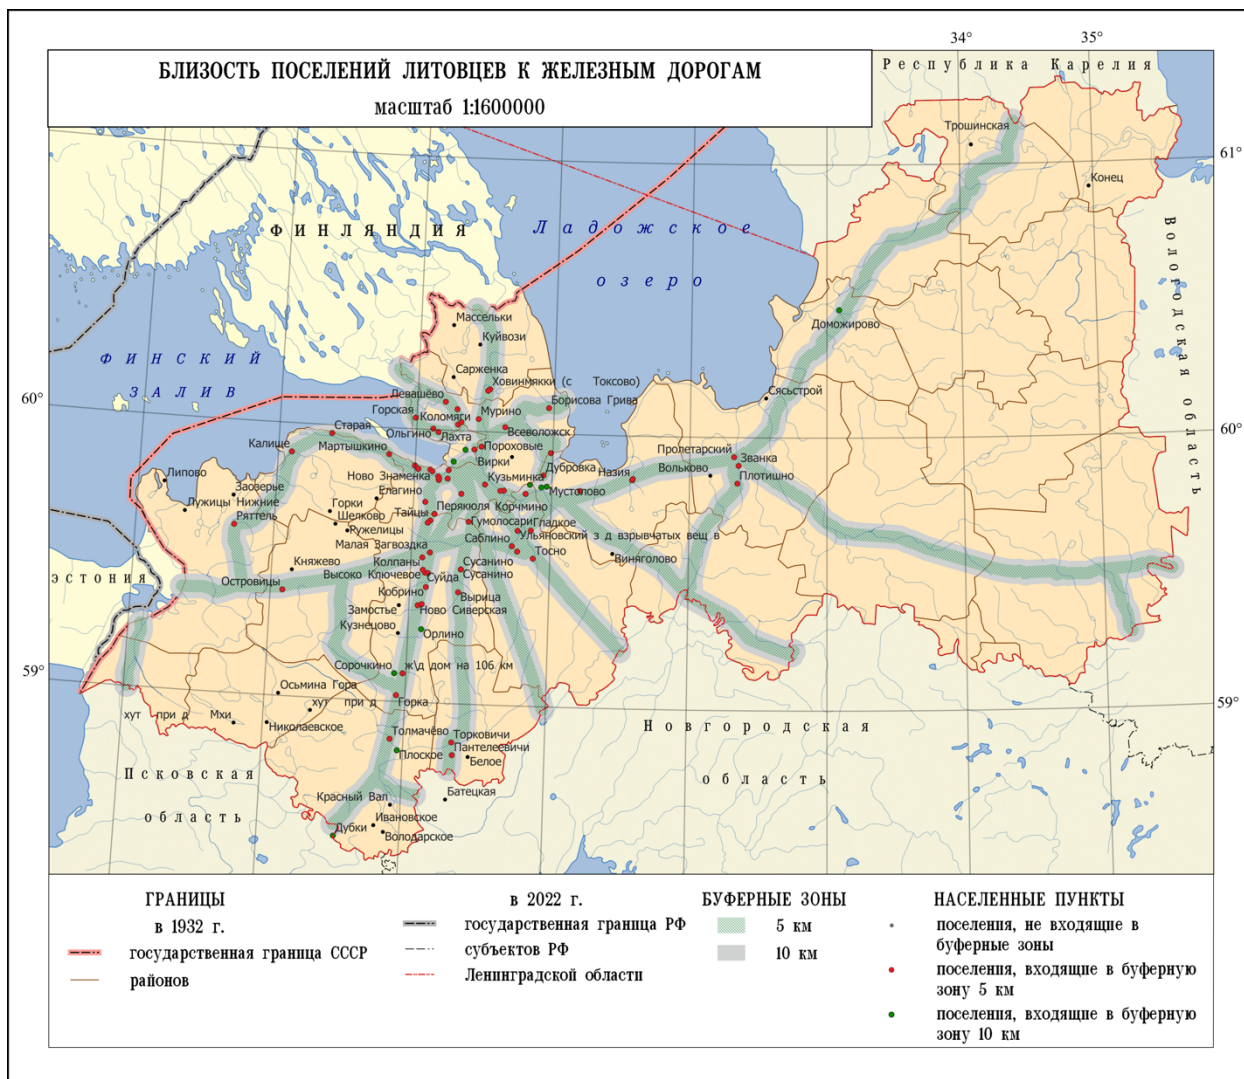 34°
35°
БЛИЗОСТЬ ПОСЕЛЕНИЙ ЛИТОВЦЕВ К ЖЕЛЕЗНЫМ ДОРОГАМ
масштаб 1:1600000
Республика Карелия
Трошинская
61°
61°
Конец
ФИНЛЯНДИЯ
Ладожское
озеро
Вологодская область
Массельки
Куйвози
Доможирово
ФИНСКИЙ
ЗАЛИВ
Сарженка
Ховинмякки (с Токсово)
Левашёво
Борисова Грива
Сясьстрой
60°
60°
Горская
Коломяги
Мурино
Старая
Ольгино
Лахта
Всеволожск
Калище
Мартышкино
Пороховые
Пролетарский
Званка
Вирки
Липово
Ново Знаменка
Кузьминка
Дубровка
Назия
Вольково
Плотишно
Заозерье
Елагино
Мустолово
Лужицы
Нижние
Горки
Тайцы
Перякюля
Корчмино
Ряттель
Шелково
Гумолосари
Гладкое
Ружелицы
Саблино
Ульяновский з д взрывчатых вещ в
Малая Загвоздка
Тосно
Виняголово
эстония
Княжево
Колпаны
Сусанино
Островицы
Высоко Ключевое
Суйда
Сусанино
Кобрино
Вырица
Замостье
Ново Сиверская
Кузнецово
Орлино
59°
Сорочкино
ж\д дом на 106 км
Осьмина Гора
хут при д
Горка
59°
хут при д
Мхи
Николаевское
Толмачёво
Торковичи
Новгородская
Плоское
Пантелеевичи
Белое
Псковская
область
область
Красный Вал
Батецкая
Ивановское
Дубки
Володарское
ГРАНИЦЫ
в 1932 г.
государственная граница СССР
районов
в 2022 г.
государственная граница РФ
субъектов РФ
Ленинградской области
БУФЕРНЫЕ ЗОНЫ
5 км
10 км
НАСЕЛЕННЫЕ ПУНКТЫ
поселения, не входящие в
буферные зоны
поселения, входящие в буферную
зону 5 км
поселения, входящие в буферную
зону 10 км